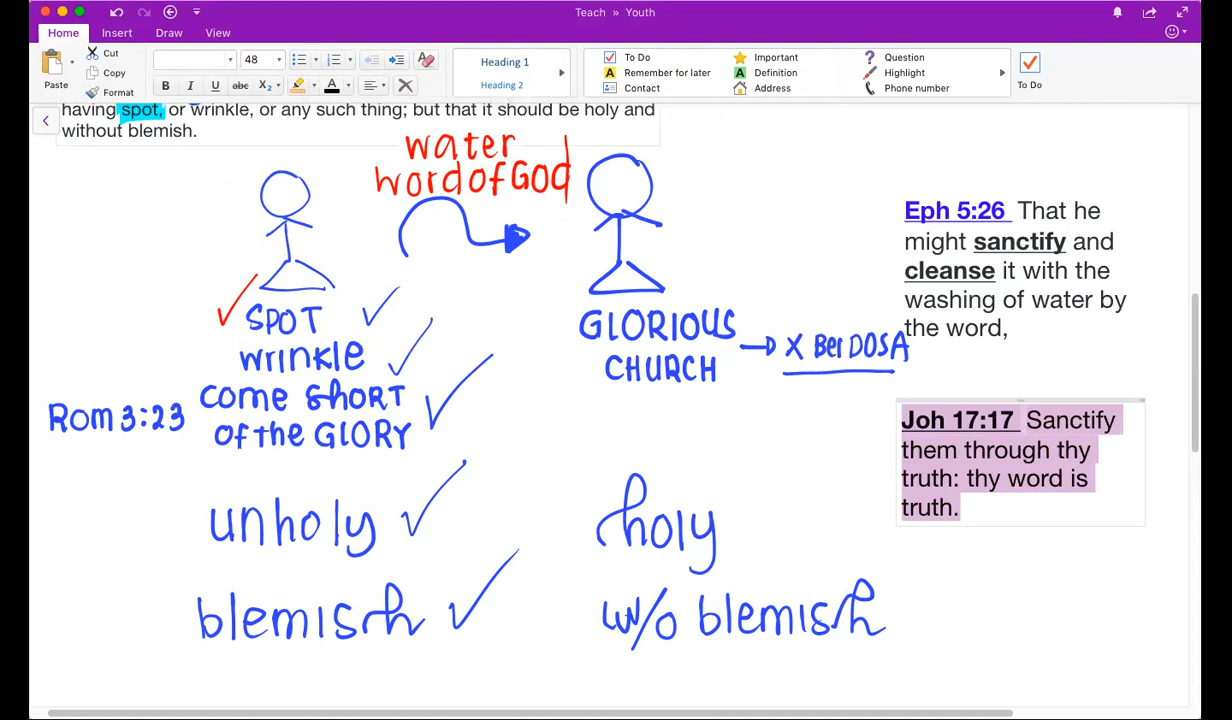 Teach » Youth
Home Insert Draw View
Cut
Copy
Format
Paste
48
B I U abe X₂ A
Heading 1
Heading 2
To Do
Remember for later
Contact
Important
Definition
Address
Question
Highlight
Phone number
To Do
having spot, or wrinkle, or any such thing; but that it should be holy and
without blemish.
water
word of GOD
SPOT
wrinkle
come short
of the GLORY
Rom 3:23
unholy
blemish
GLORIOUS
CHURCH
X BerDOSA
holy
w/o blemish
Eph 5:26 That he
might sanctify and
cleanse it with the
washing of water by
the word,
Joh 17:17 Sanctify
them through thy
truth: thy word is
truth.